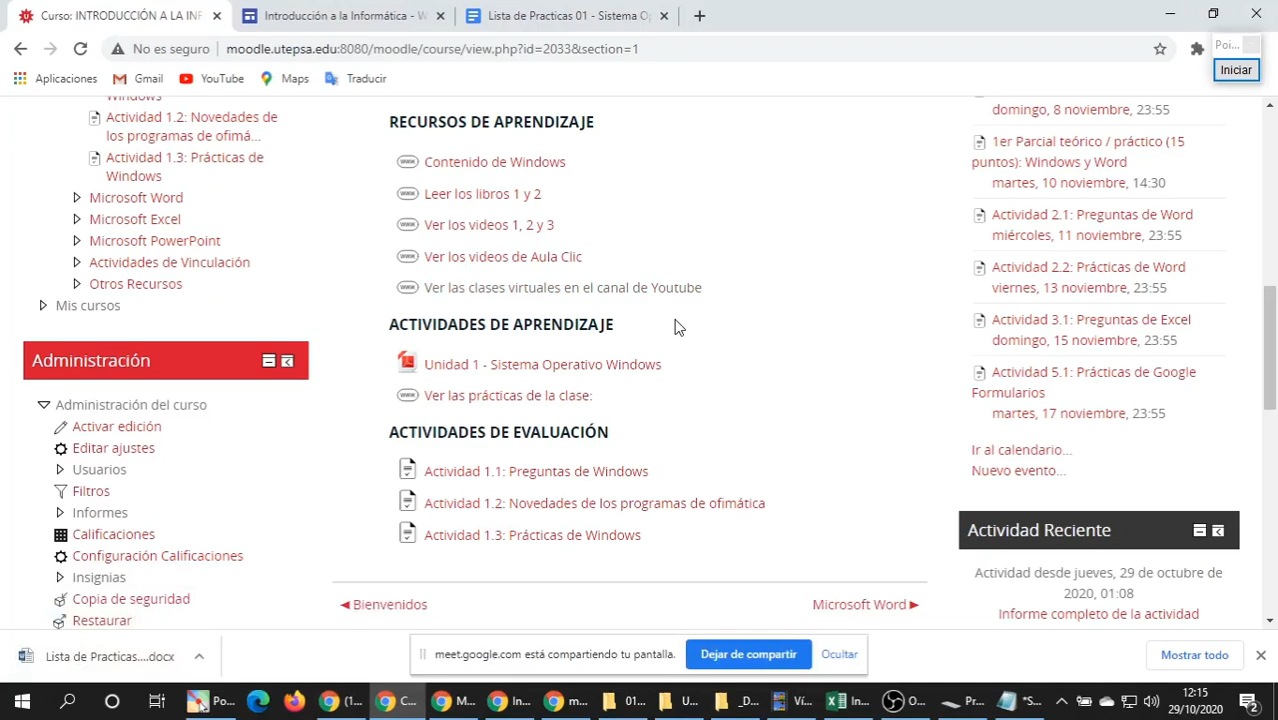 Curso: INTRODUCCIÓN A LA INF
Introducción a la Informática - W
Lista de Practicas 01 - Sistema O
No es seguro
moodle.utepsa.edu:8080/moodle/course/view.php?id=2033&section=1
Poi...
Iniciar
Aplicaciones
Gmail
YouTube
Maps
Traducir
Windows
Actividad 1.2: Novedades de
los programas de ofimá...
Actividad 1.3: Prácticas de
Windows
Microsoft Word
Microsoft Excel
Microsoft PowerPoint
Actividades de Vinculación
Otros Recursos
Mis cursos
Administración
Administración del curso
Activar edición
Editar ajustes
Usuarios
Filtros
Informes
Calificaciones
Configuración Calificaciones
Insignias
Copia de seguridad
Restaurar
RECURSOS DE APRENDIZAJE
Contenido de Windows
Leer los libros 1 y 2
Ver los videos 1, 2 y 3
Ver los videos de Aula Clic
Ver las clases virtuales en el canal de Youtube
ACTIVIDADES DE APRENDIZAJE
Unidad 1 - Sistema Operativo Windows
Ver las prácticas de la clase:
ACTIVIDADES DE EVALUACIÓN
Actividad 1.1: Preguntas de Windows
Actividad 1.2: Novedades de los programas de ofimática
Actividad 1.3: Prácticas de Windows
◄ Bienvenidos
Microsoft Word ►
domingo, 8 noviembre, 23:55
1er Parcial teórico / práctico (15
puntos): Windows y Word
martes, 10 noviembre, 14:30
Actividad 2.1: Preguntas de Word
miércoles, 11 noviembre, 23:55
Actividad 2.2: Prácticas de Word
viernes, 13 noviembre, 23:55
Actividad 3.1: Preguntas de Excel
domingo, 15 noviembre, 23:55
Actividad 5.1: Prácticas de Google
Formularios
martes, 17 noviembre, 23:55
Ir al calendario...
Nuevo evento...
Actividad Reciente
Actividad desde jueves, 29 de octubre de
2020, 01:08
Informe completo de la actividad
Lista de Practicas....docx
meet.google.com está compartiendo tu pantalla.
Dejar de compartir
Ocultar
Mostrar todo
Po...
(1...
C...
M...
In...
m...
01...
U...
_D...
Ví...
In...
O...
Pr...
*S...
12:15
29/10/2020
2